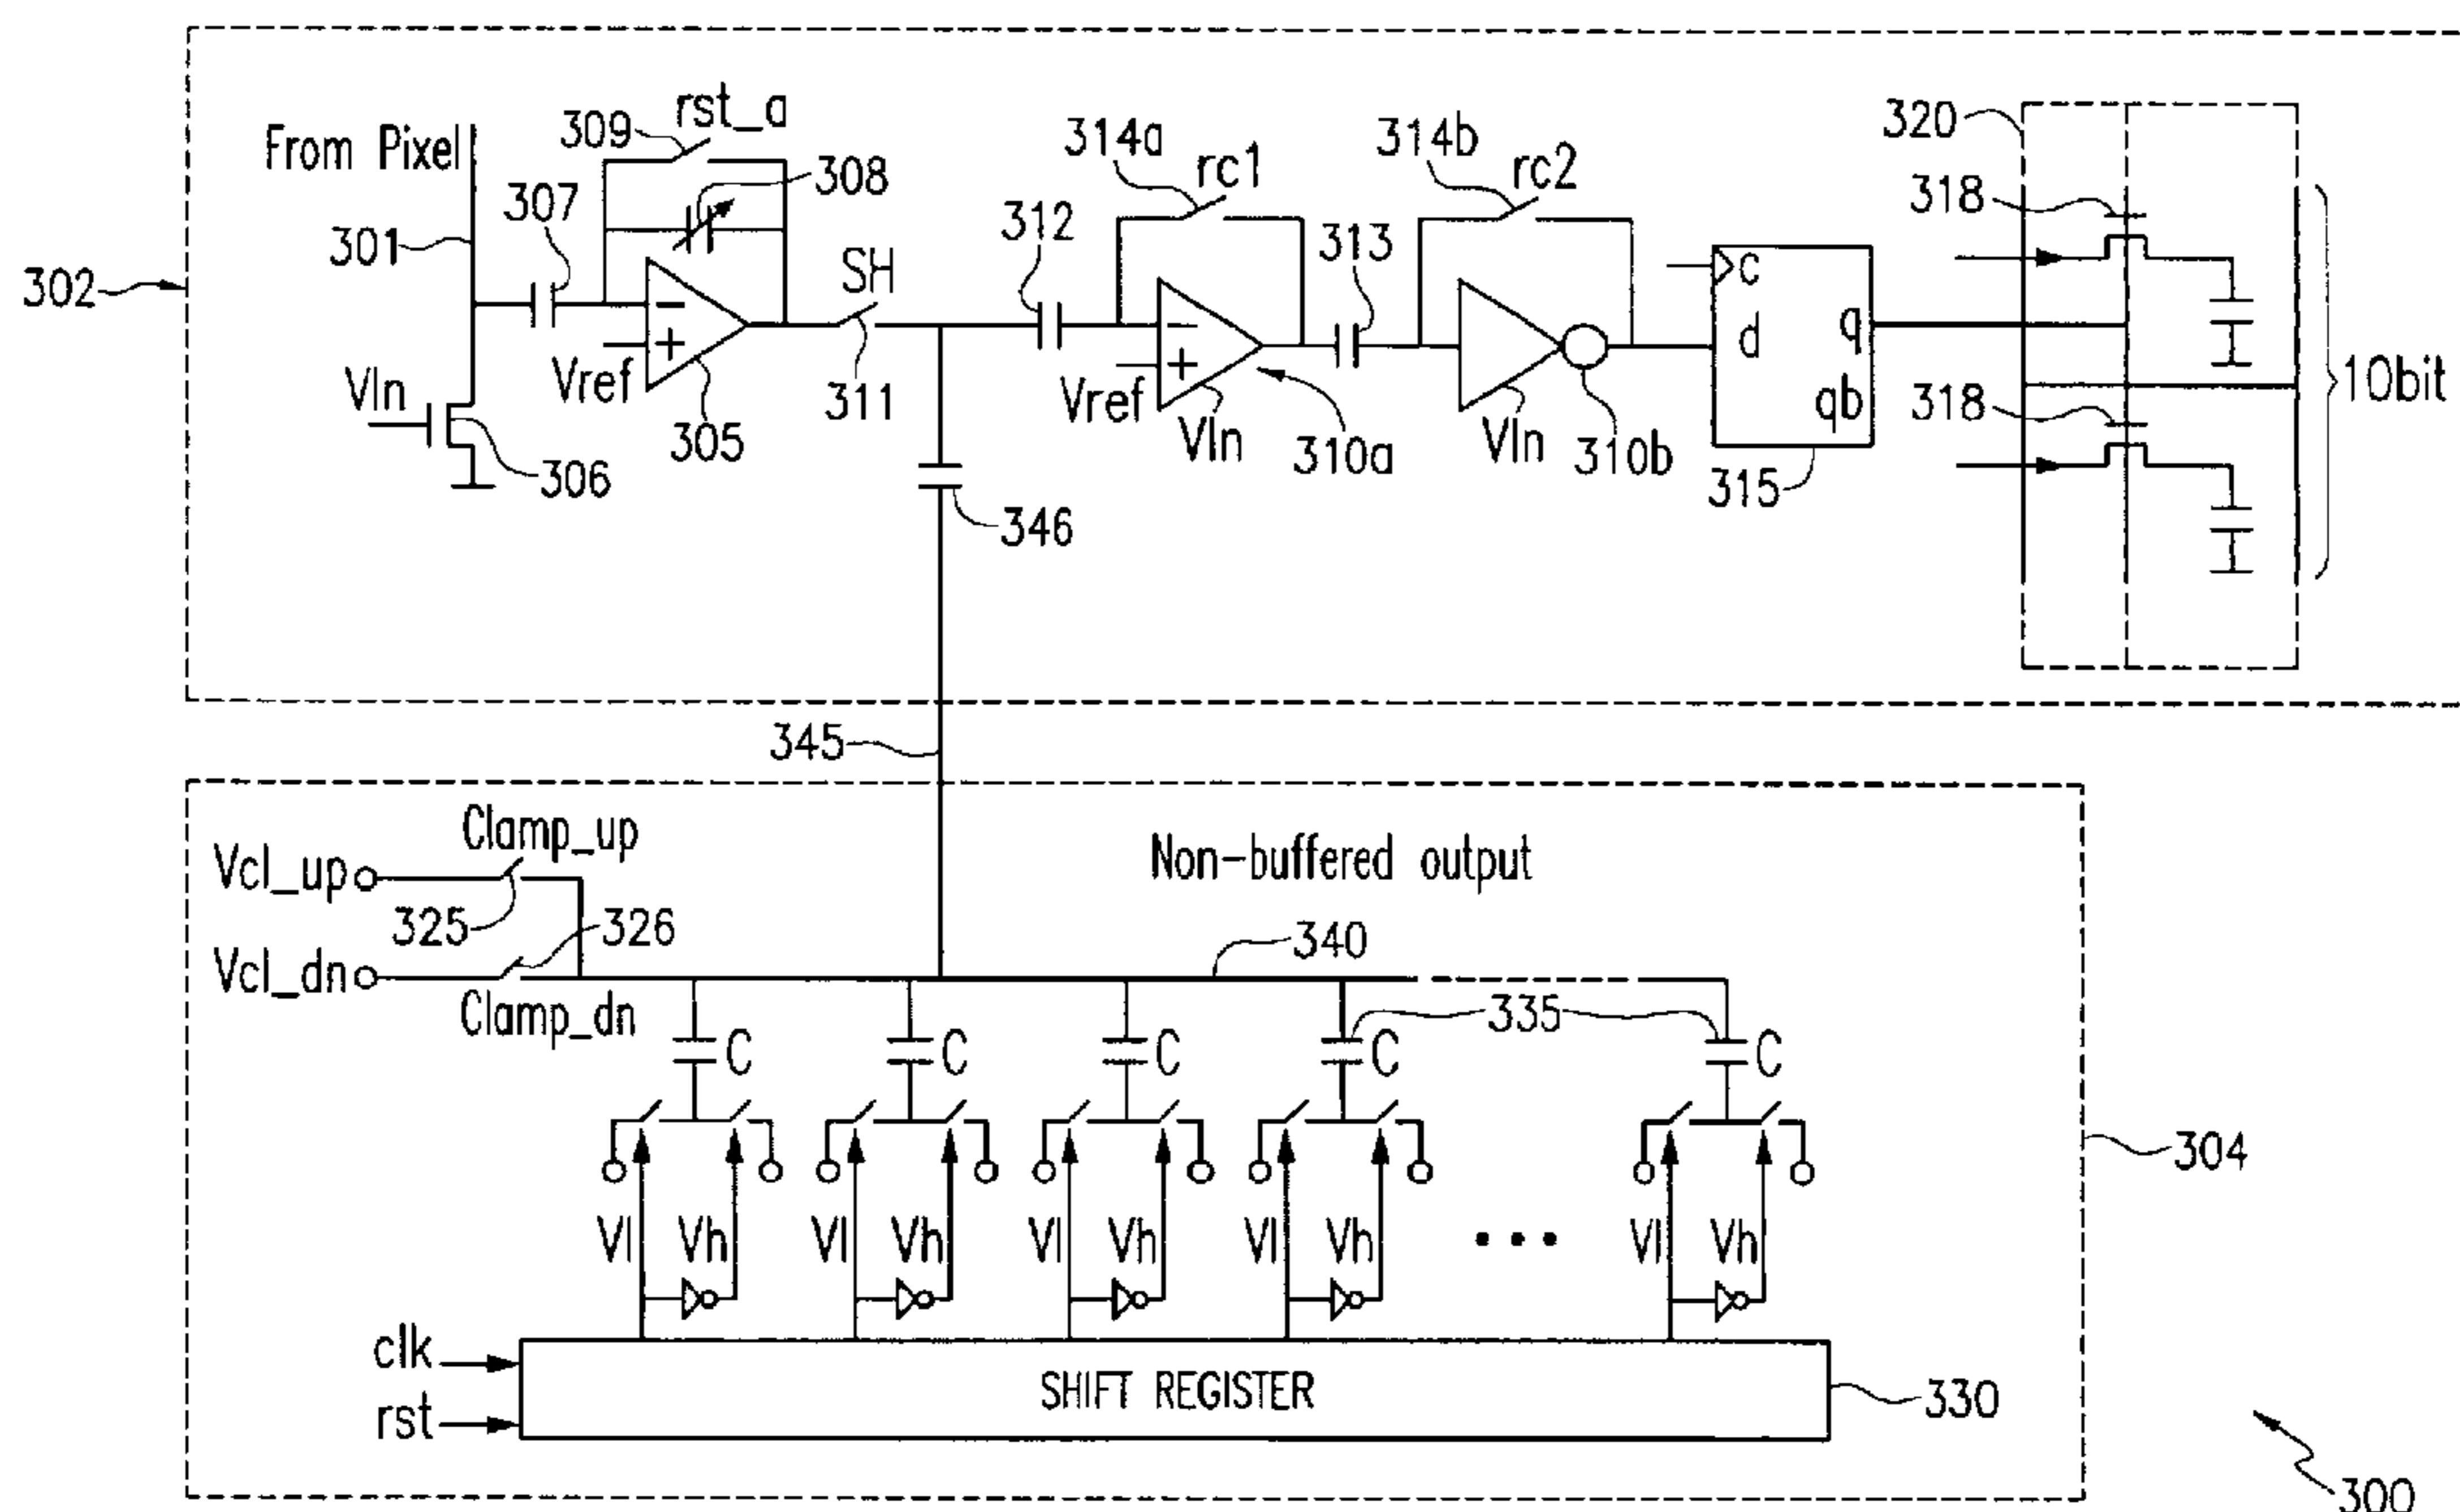 rst_a
309
From Pixel
308
307
301
302
SH
Vref
305
311
Vln
306
314a
rc1
312
Vref
Vln
310a
313
314b
rc2
Vln
310b
c
d
q
qb
315
320
318
318
10bit
346
345
Clamp_up
Vcl_up
325
326
Vcl_dn
Clamp_dn
Non-buffered output
340
335
C
C
C
C
C
304
Vl
Vh
Vl
Vh
Vl
Vh
Vl
Vh
• • •
Vl
Vh
clk
rst
SHIFT REGISTER
330
300